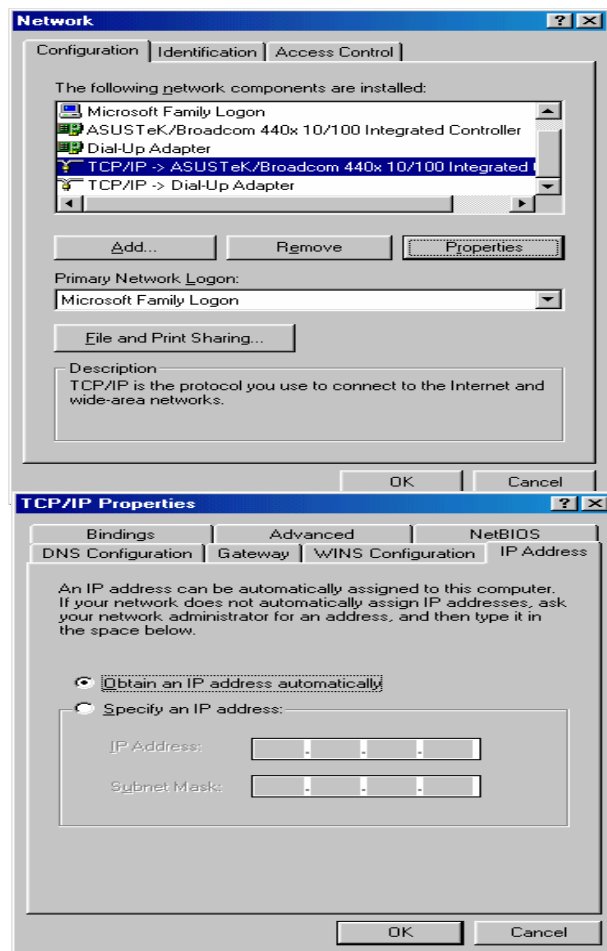 Network
Configuration Identification Access Control
The following network components are installed:
Microsoft Family Logon
ASUSTeK/Broadcom 440x 10/100 Integrated Controller
Dial-Up Adapter
TCP/IP -> ASUSTeK/Broadcom 440x 10/100 Integrated
TCP/IP -> Dial-Up Adapter
Add... Remove Properties
Primary Network Logon:
Microsoft Family Logon
File and Print Sharing...
Description
TCP/IP is the protocol you use to connect to the Internet and
wide-area networks.
OK Cancel
TCP/IP Properties
Bindings Advanced NetBIOS
DNS Configuration Gateway WINS Configuration IP Address
An IP address can be automatically assigned to this computer.
If your network does not automatically assign IP addresses, ask
your network administrator for an address, and then type it in
the space below.
Obtain an IP address automatically
Specify an IP address:
IP Address:
Subnet Mask:
OK Cancel